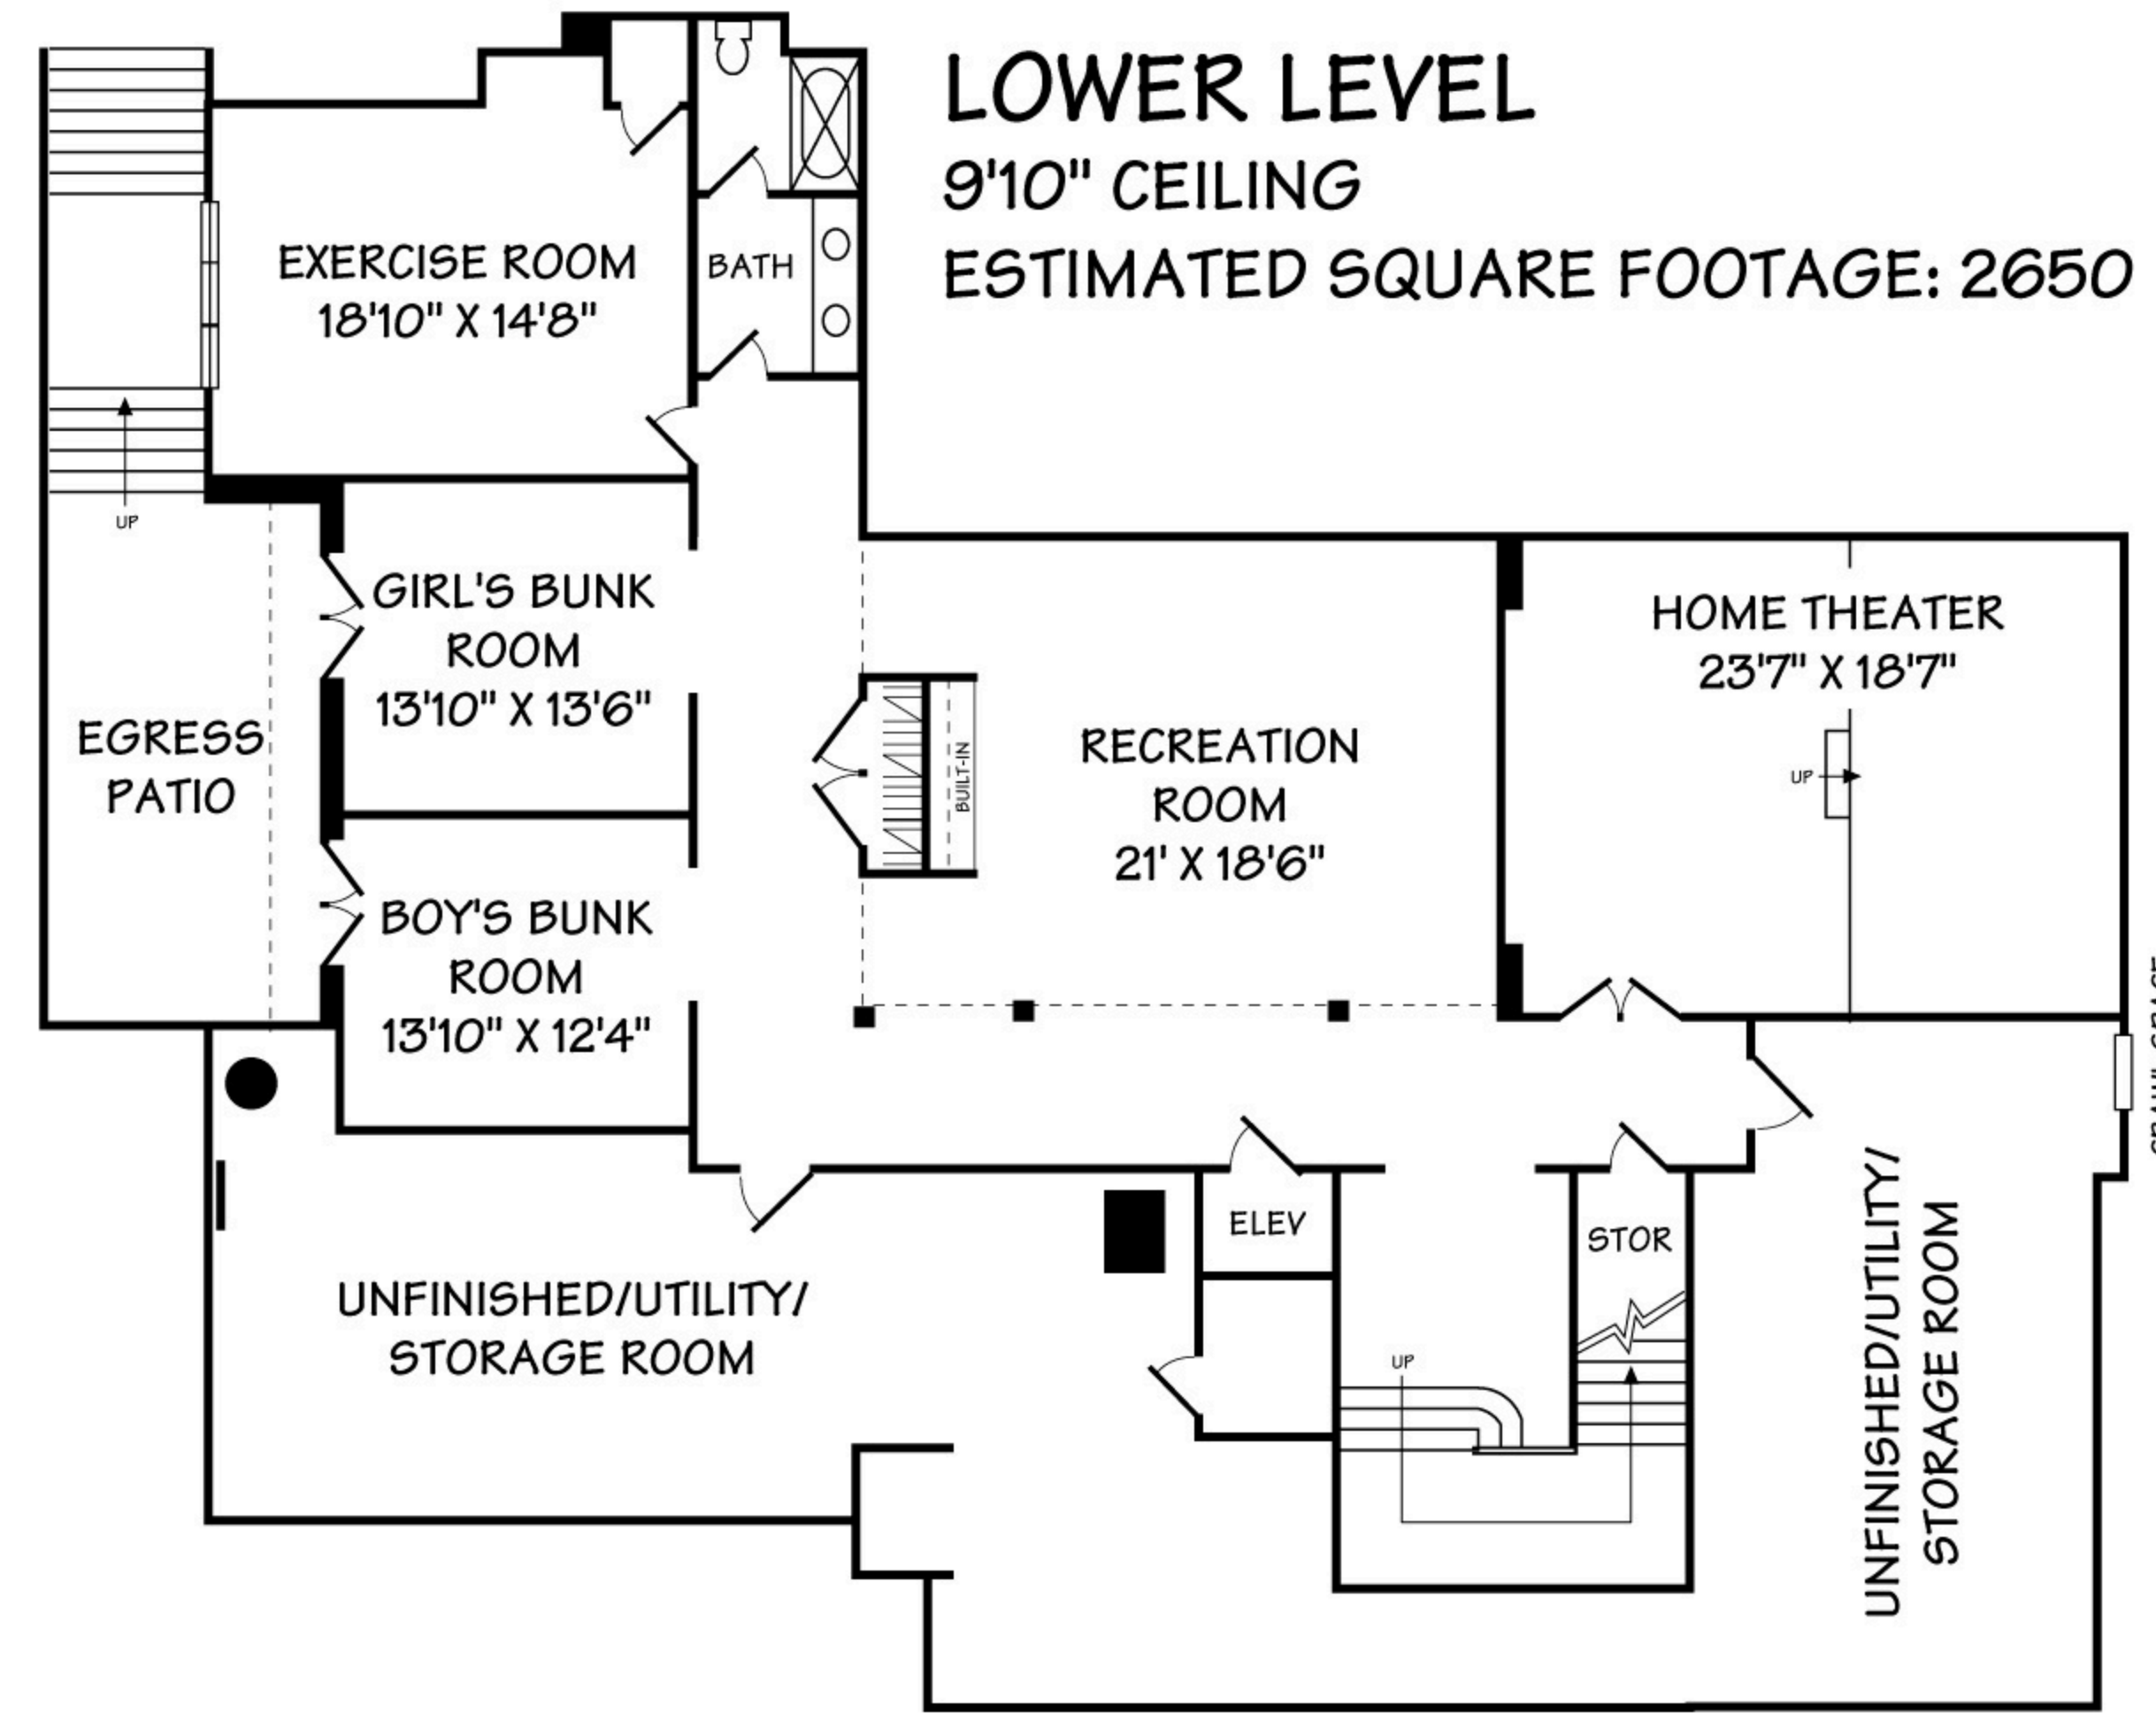 LOWER LEVEL
9'10" CEILING
ESTIMATED SQUARE FOOTAGE: 2650
EXERCISE ROOM
18'10" X 14'8"
BATH
UP
GIRL'S BUNK
ROOM
13'10" X 13'6"
HOME THEATER
23'7" X 18'7"
EGRESS
PATIO
BUILT-IN
RECREATION
ROOM
21' X 18'6"
UP
BOY'S BUNK
ROOM
13'10" X 12'4"
ELEV
STOR
UNFINISHED/UTILITY/
STORAGE ROOM
UP
UNFINISHED/UTILITY/
STORAGE ROOM